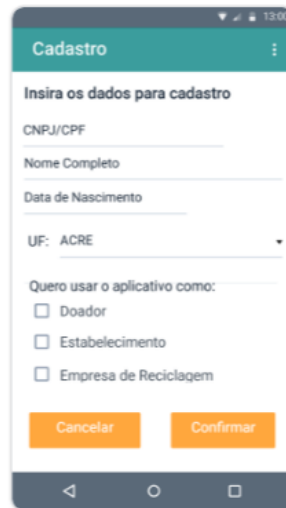 13:00
Cadastro
Insira os dados para cadastro
CNPJ/CPF
Nome Completo
Data de Nascimento
UF: ACRE
Quero usar o aplicativo como:
Doador
Estabelecimento
Empresa de Reciclagem
Cancelar Confirmar